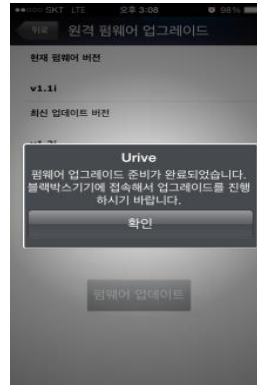 SKT LTE 오후 3:08 98%
뒤로 원격 펌웨어 업그레이드
현재 펌웨어 버전
v1.1i
최신 업데이트 버전
Urive
펌웨어 업그레이드 준비가 완료되었습니다.
블랙박스기기에 접속해서 업그레이드를 진행
하시기 바랍니다.
확인
펌웨어 업데이트